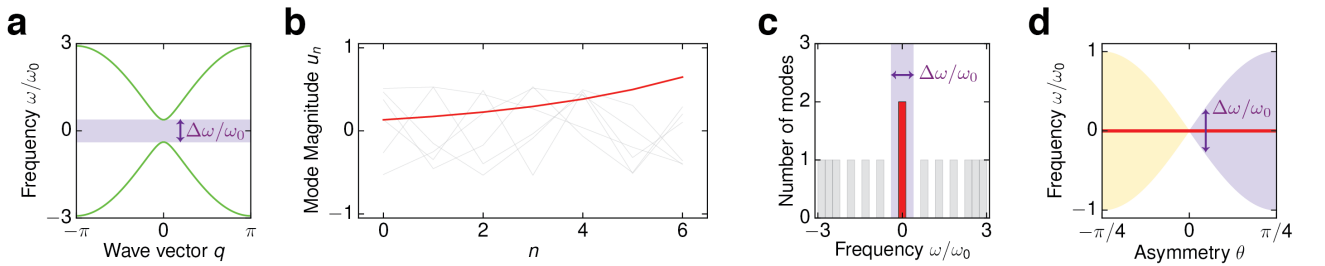 a
Frequency ω/ω₀
3
0
−3
Δω/ω₀
−π
0
π
Wave vector q
b
Mode Magnitude uₙ
1
0
−1
0
2
4
6
n
c
Number of modes
3
2
1
0
Δω/ω₀
−3
0
3
Frequency ω/ω₀
d
Frequency ω/ω₀
1
0
−1
Δω/ω₀
−π/4
0
π/4
Asymmetry θ